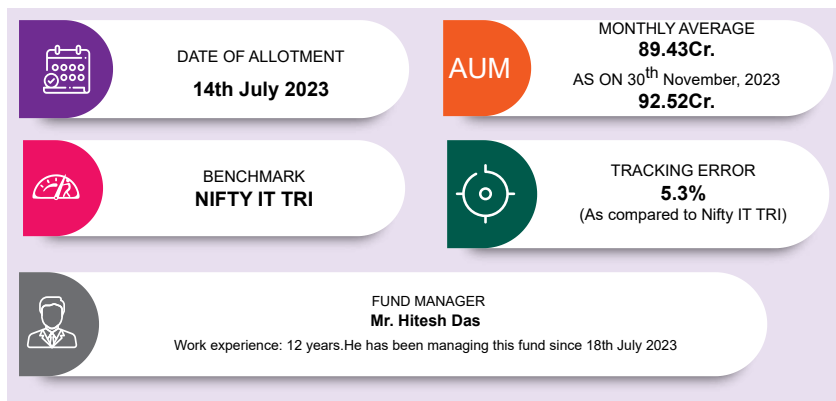 DATE OF ALLOTMENT
14th July 2023
AUM
MONTHLY AVERAGE
89.43Cr.
AS ON 30th November, 2023
92.52Cr.
BENCHMARK
NIFTY IT TRI
TRACKING ERROR
5.3%
(As compared to Nifty IT TRI)
FUND MANAGER
Mr. Hitesh Das
Work experience: 12 years.He has been managing this fund since 18th July 2023